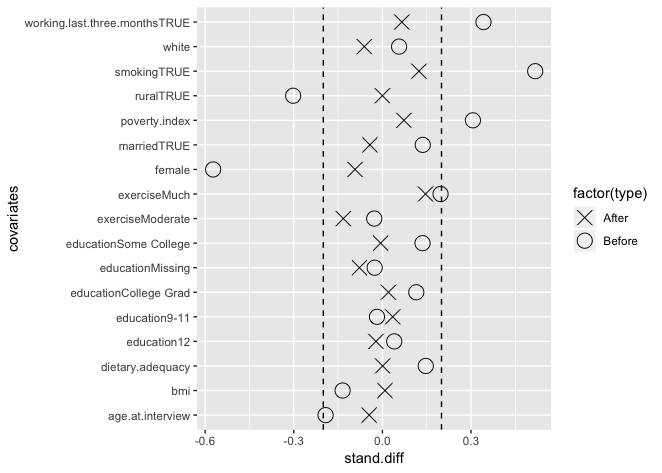 working.last.three.monthsTRUE
white
smokingTRUE
ruralTRUE
poverty.index
marriedTRUE
female
exerciseMuch
exerciseModerate
educationSome College
educationMissing
educationCollege Grad
education9-11
education12
dietary.adequacy
bmi
age.at.interview
covariates
-0.6 -0.3 0.0 0.3
stand.diff
factor(type)
After
Before